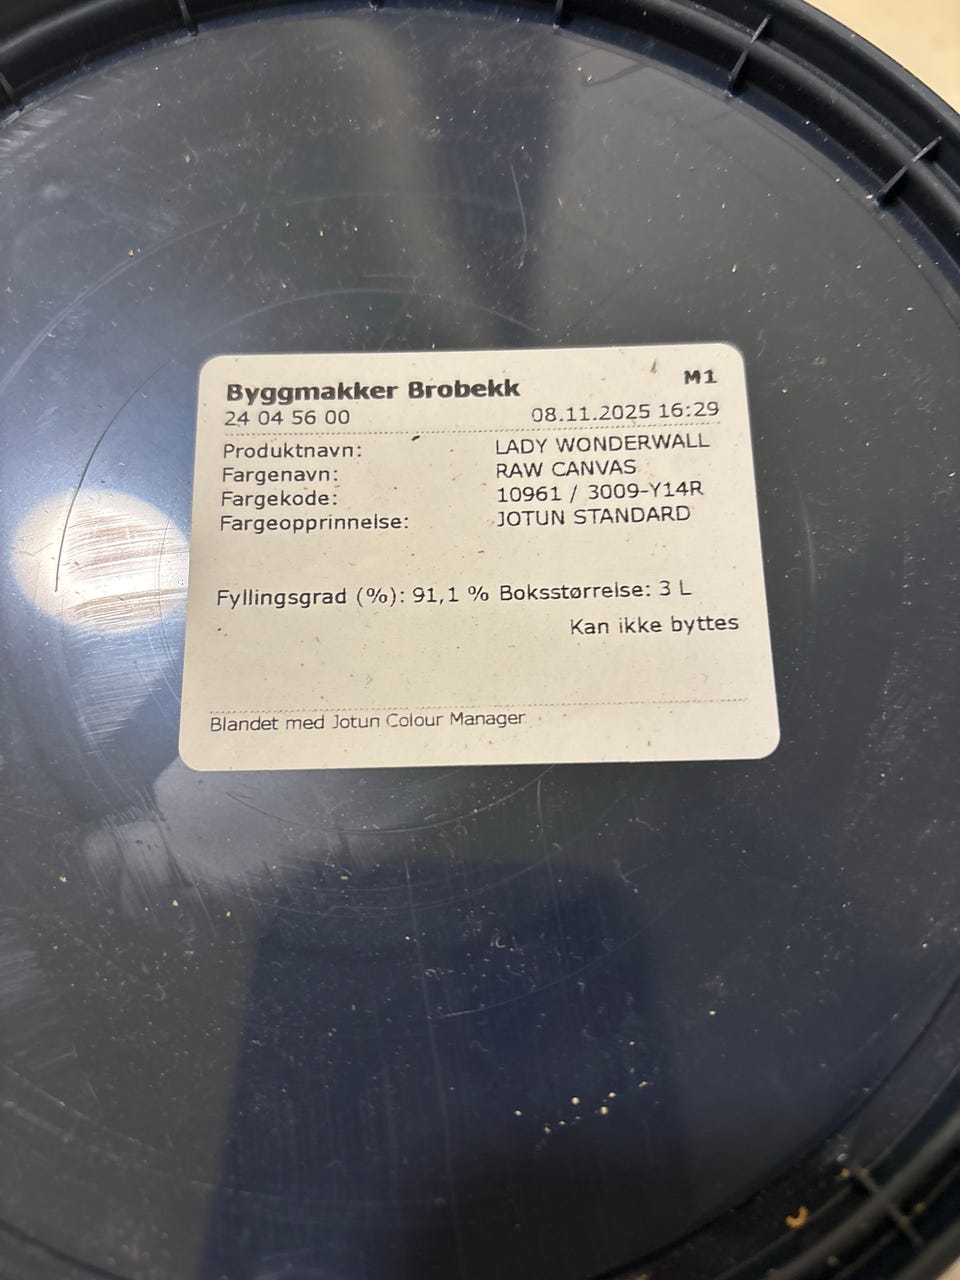 Byggmakker Brobekk M1
24 04 56 00 08.11.2025 16:29
Produktnavn: LADY WONDERWALL
Fargenavn: RAW CANVAS
Fargekode: 10961 / 3009-Y14R
Fargeopprinnelse: JOTUN STANDARD
Fyllingsgrad (%): 91,1 % Boksstørrelse: 3 L
Kan ikke byttes
Blandet med Jotun Colour Manager